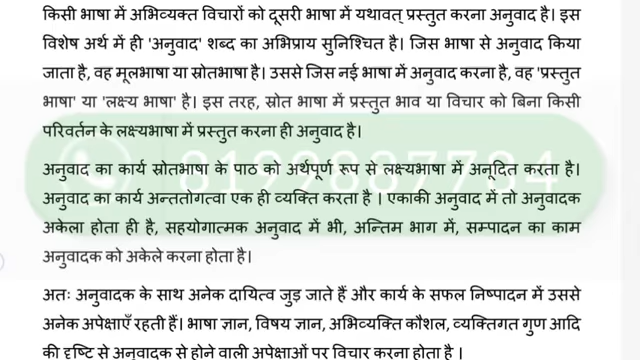 किसी भाषा में अभिव्यक्त विचारों को दूसरी भाषा में यथावत् प्रस्तुत करना अनुवाद है। इस
विशेष अर्थ में ही 'अनुवाद' शब्द का अभिप्राय सुनिश्चित है। जिस भाषा से अनुवाद किया
जाता है, वह मूलभाषा या स्रोतभाषा है। उससे जिस नई भाषा में अनुवाद करना है, वह 'प्रस्तुत
भाषा' या 'लक्ष्य भाषा' है। इस तरह, स्रोत भाषा में प्रस्तुत भाव या विचार को बिना किसी
परिवर्तन के लक्ष्यभाषा में प्रस्तुत करना ही अनुवाद है।
अनुवाद का कार्य स्रोतभाषा के पाठ को अर्थपूर्ण रूप से लक्ष्यभाषा में अनूदित करता है।
अनुवाद का कार्य अन्ततोगत्वा एक ही व्यक्ति करता है । एकाकी अनुवाद में तो अनुवादक
अकेला होता ही है, सहयोगात्मक अनुवाद में भी, अन्तिम भाग में, सम्पादन का काम
अनुवादक को अकेले करना होता है।
अतः अनुवादक के साथ अनेक दायित्व जुड़ जाते हैं और कार्य के सफल निष्पादन में उससे
अनेक अपेक्षाएँ रहती हैं। भाषा ज्ञान, विषय ज्ञान, अभिव्यक्ति कौशल, व्यक्तिगत गुण आदि
की दृष्टि से अनुवादक से होने वाली अपेक्षाओं पर विचार करना होता है ।